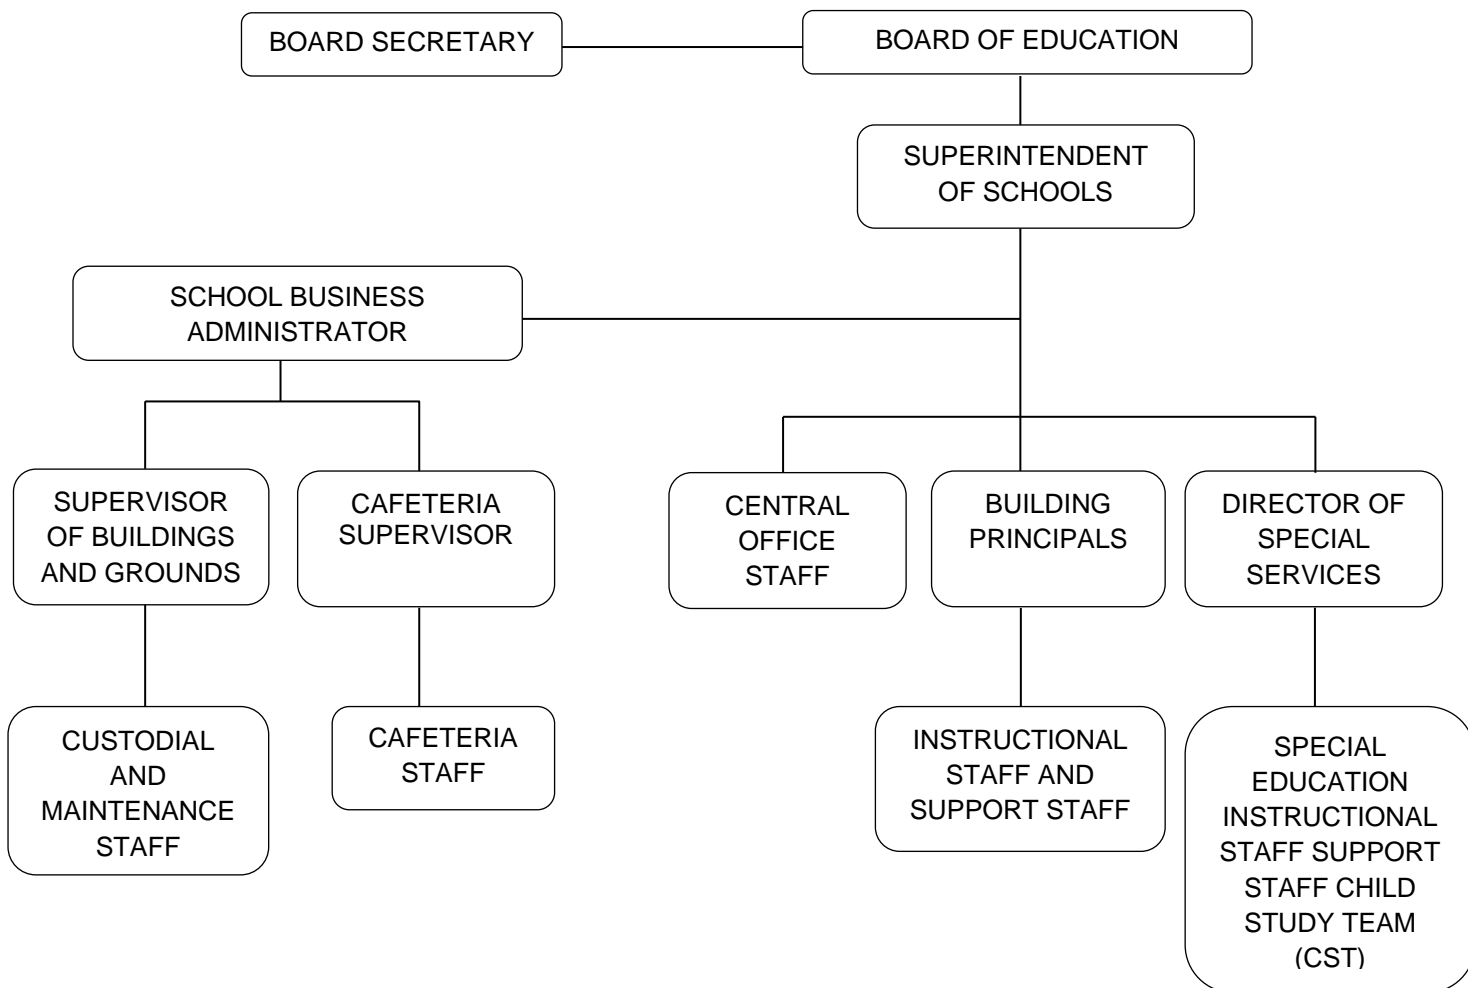 BOARD SECRETARY
BOARD OF EDUCATION
SUPERINTENDENT
OF SCHOOLS
SCHOOL BUSINESS
ADMINISTRATOR
SUPERVISOR
OF BUILDINGS
AND GROUNDS
CAFETERIA
SUPERVISOR
CENTRAL
OFFICE
STAFF
BUILDING
PRINCIPALS
DIRECTOR OF
SPECIAL
SERVICES
CUSTODIAL
AND
MAINTENANCE
STAFF
CAFETERIA
STAFF
INSTRUCTIONAL
STAFF AND
SUPPORT STAFF
SPECIAL
EDUCATION
INSTRUCTIONAL
STAFF SUPPORT
STAFF CHILD
STUDY TEAM
(CST)